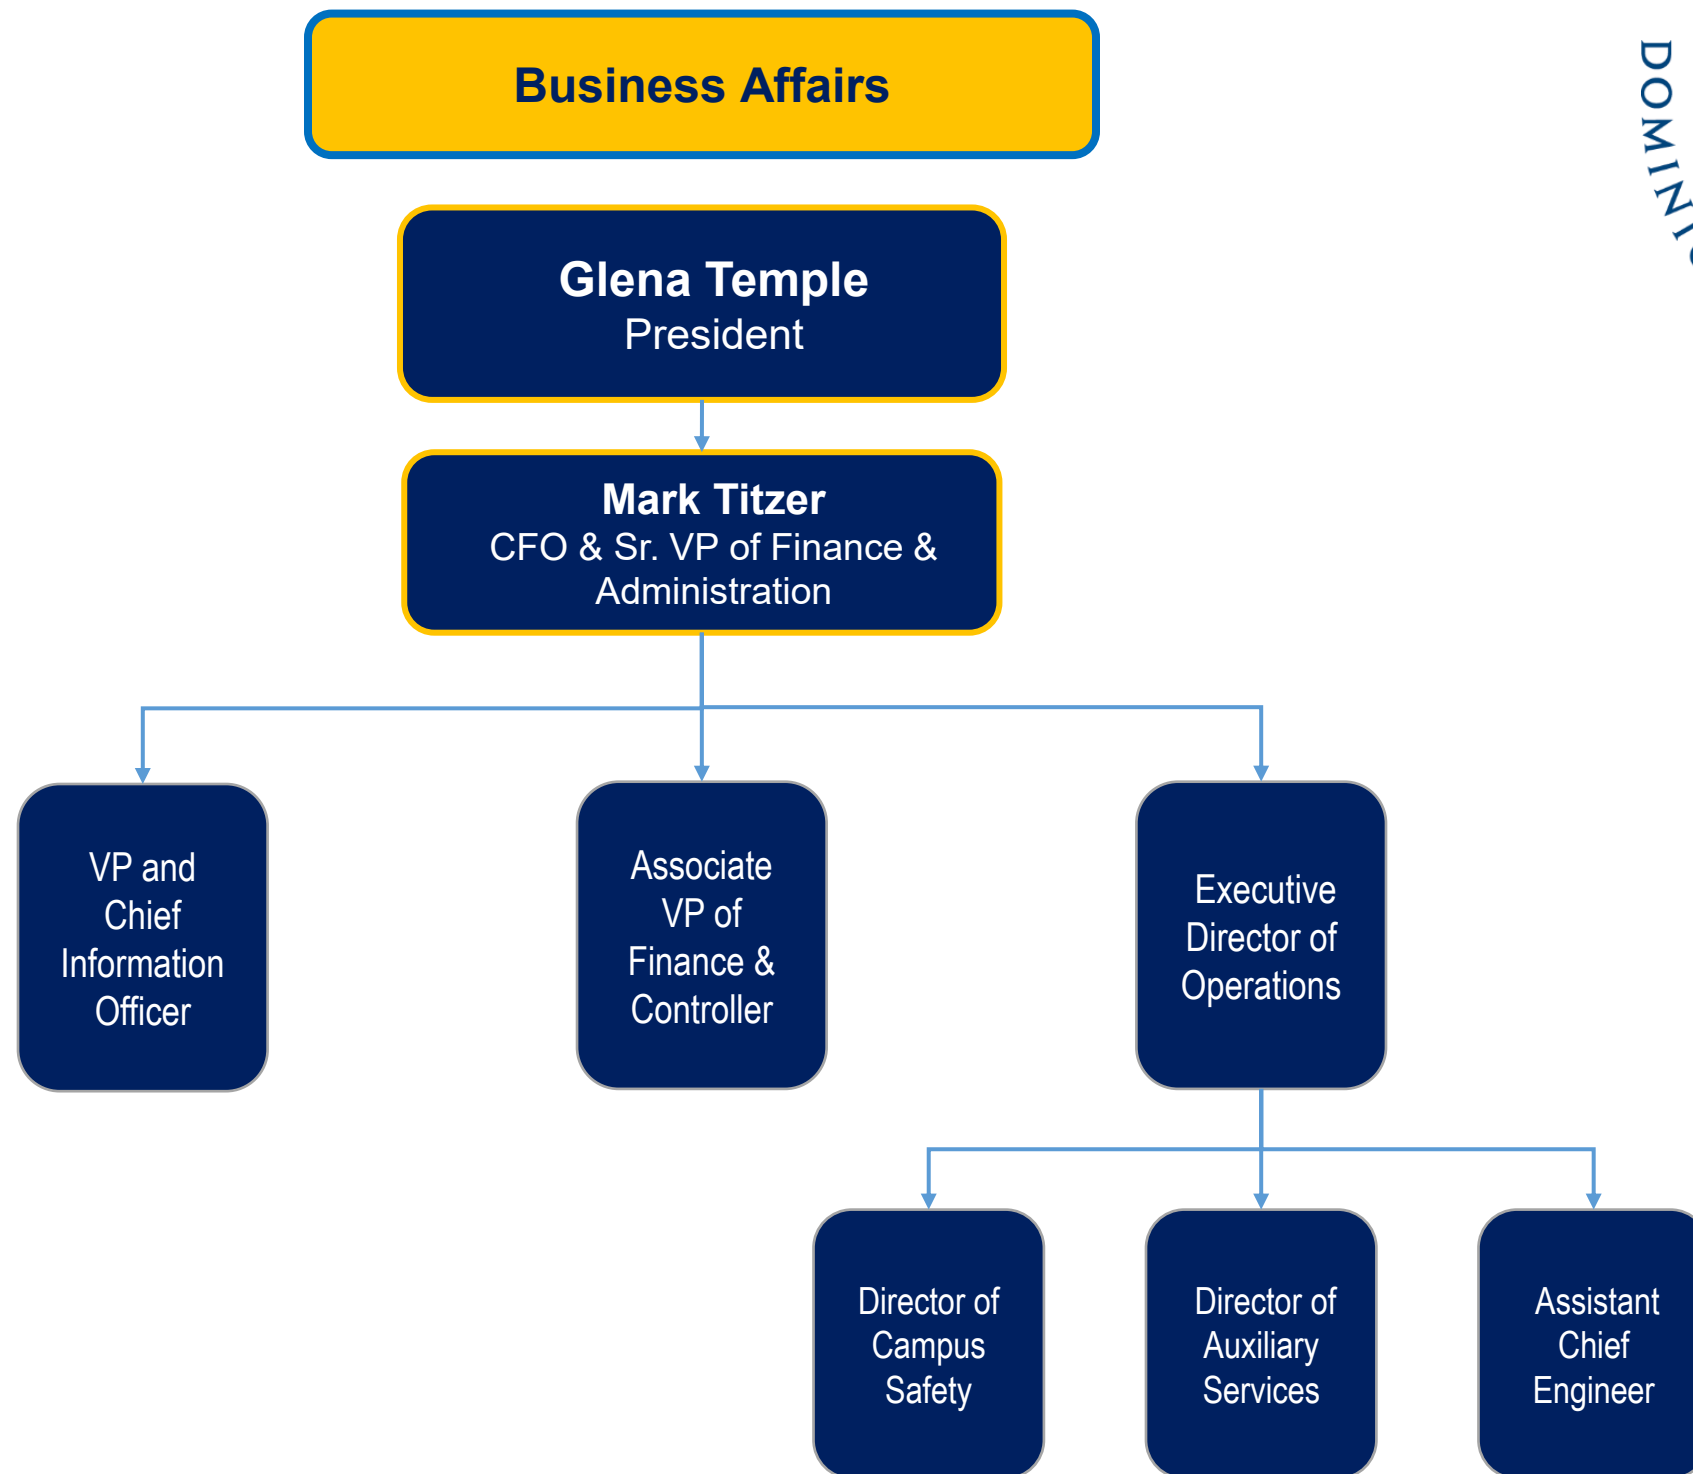 Business Affairs
Glena Temple
President
Mark Titzer
CFO & Sr. VP of Finance &
Administration
VP and
Chief
Information
Officer
Associate
VP of
Finance &
Controller
Executive
Director of
Operations
Director of
Campus
Safety
Director of
Auxiliary
Services
Assistant
Chief
Engineer